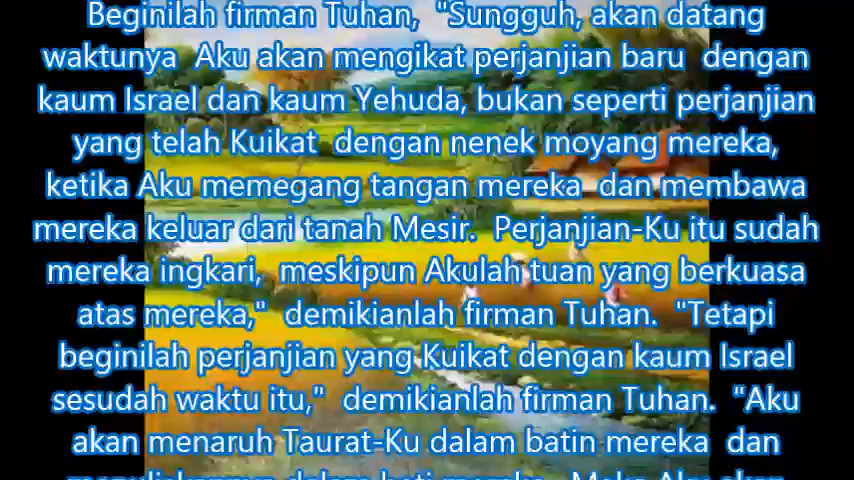 Beginilah firman Tuhan, "Sungguh, akan datang
waktunya Aku akan mengikat perjanjian baru dengan
kaum Israel dan kaum Yehuda, bukan seperti perjanjian
yang telah Kuikat dengan nenek moyang mereka,
ketika Aku memegang tangan mereka dan membawa
mereka keluar dari tanah Mesir. Perjanjian-Ku itu sudah
mereka ingkari, meskipun Akulah tuan yang berkuasa
atas mereka," demikianlah firman Tuhan. "Tetapi
beginilah perjanjian yang Kuikat dengan kaum Israel
sesudah waktu itu," demikianlah firman Tuhan. "Aku
akan menaruh Taurat-Ku dalam batin mereka dan